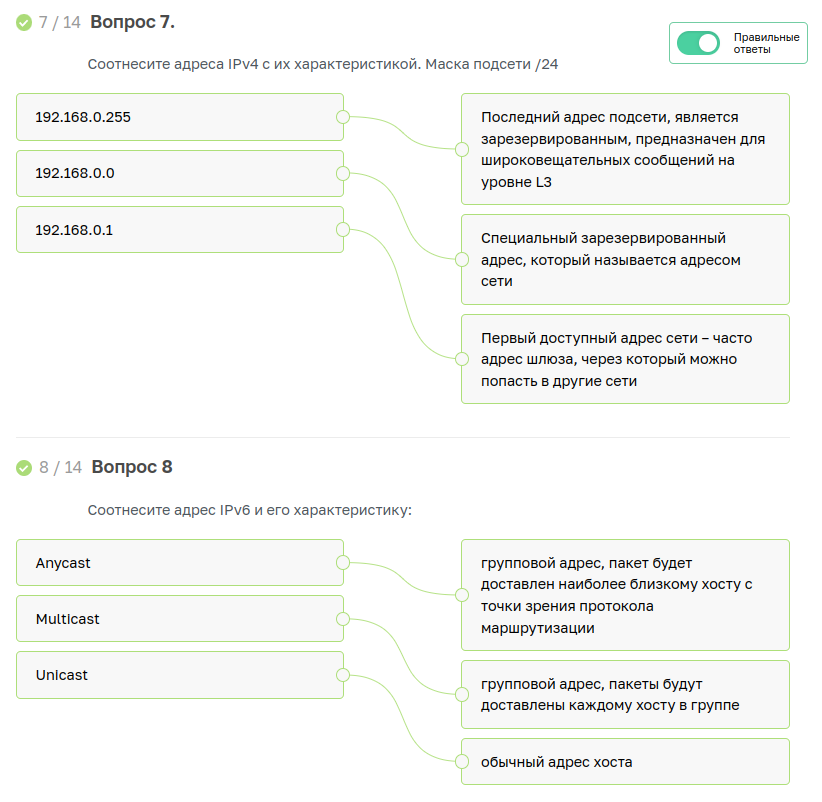 7 / 14 Вопрос 7.
Правильные
ответы
Соотнесите адреса IPv4 с их характеристикой. Маска подсети /24
192.168.0.255
192.168.0.0
192.168.0.1
Последний адрес подсети, является
зарезервированным, предназначен для
широковещательных сообщений на
уровне L3
Специальный зарезервированный
адрес, который называется адресом
сети
Первый доступный адрес сети – часто
адрес шлюза, через который можно
попасть в другие сети
8 / 14 Вопрос 8
Соотнесите адрес IPv6 и его характеристику:
Anycast
Multicast
Unicast
групповой адрес, пакет будет
доставлен наиболее близкому хосту с
точки зрения протокола
маршрутизации
групповой адрес, пакеты будут
доставлены каждому хосту в группе
обычный адрес хоста